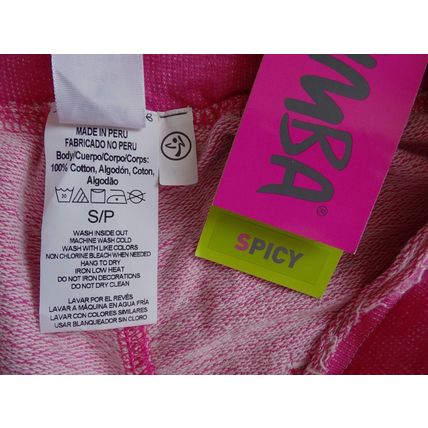 MADE IN PERU
FABRICADO EN PERU
Body/Cuerpo/Corpo/Corps:
100% Cotton, Algodón, Coton,
Algodão
S/P
WASH INSIDE OUT
MACHINE WASH COLD
WASH WITH LIKE COLORS
NON CHLORINE BLEACH WHEN NEEDED
HANG TO DRY
IRON LOW HEAT
DO NOT IRON DECORATIONS
DO NOT DRY CLEAN
LAVAR POR EL REVÉS
LAVAR A MÁQUINA EN AGUA FRÍA
LAVAR CON COLORES SIMILARES
USAR BLANQUEADOR SIN CLORO
UMBA®
SPICY